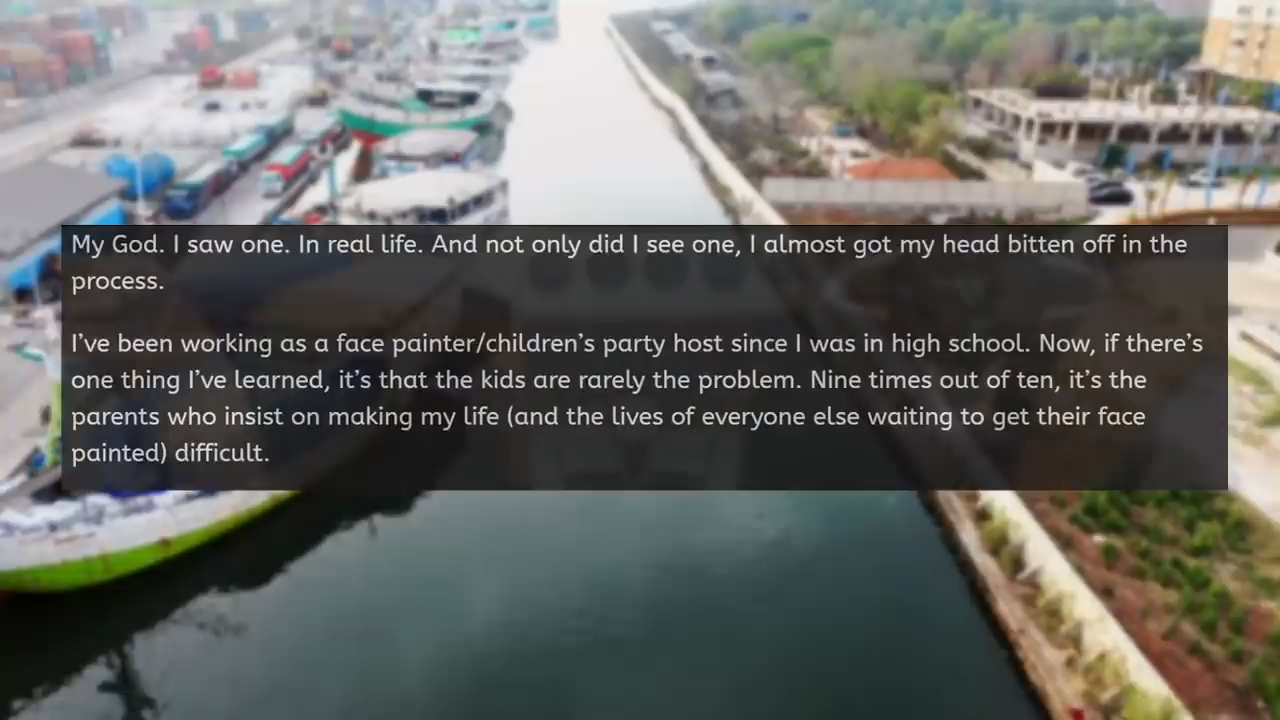 My God. I saw one. In real life. And not only did I see one, I almost got my head bitten off in the
process.
I’ve been working as a face painter/children’s party host since I was in high school. Now, if there’s
one thing I’ve learned, it’s that the kids are rarely the problem. Nine times out of ten, it’s the
parents who insist on making my life (and the lives of everyone else waiting to get their face
painted) difficult.